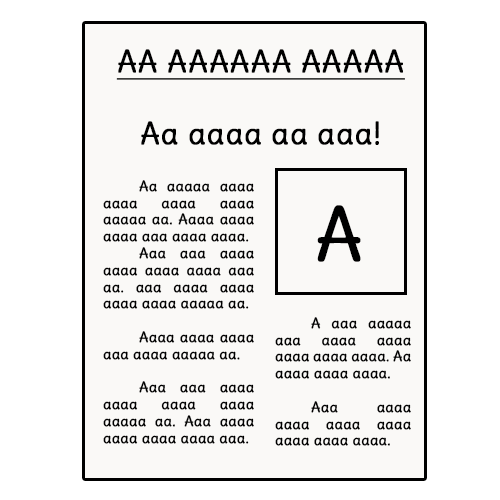 AA AAAAAA AAAAA
Aa aaaa aa aaa!
Aa aaaaa aaaa
aaaa aaaa aaaa
aaaaa aa. Aaaa aaaa
aaaa aaa aaaa aaaa.
Aaa aaa aaaa
aaaa aaaa aaaa aaa
aa. aaa aaaa aaaa
aaaa aaaa aaaaa aa.
Aaaa aaaa aaaa
aaa aaaa aaaaa aa.
Aaa aaa aaaa
aaaa aaaa aaaa
aaaaa aa. Aaa aaaa
aaaa aaaa aaaa aaa.
A
A aaa aaaaa
aaa aaaa aaaa
aaaa aaaa aaaa. Aa
aaaa aaaa aaaa.
Aaa aaaa
aaaa aaaa aaaa
aaaa aaaa aaaa.